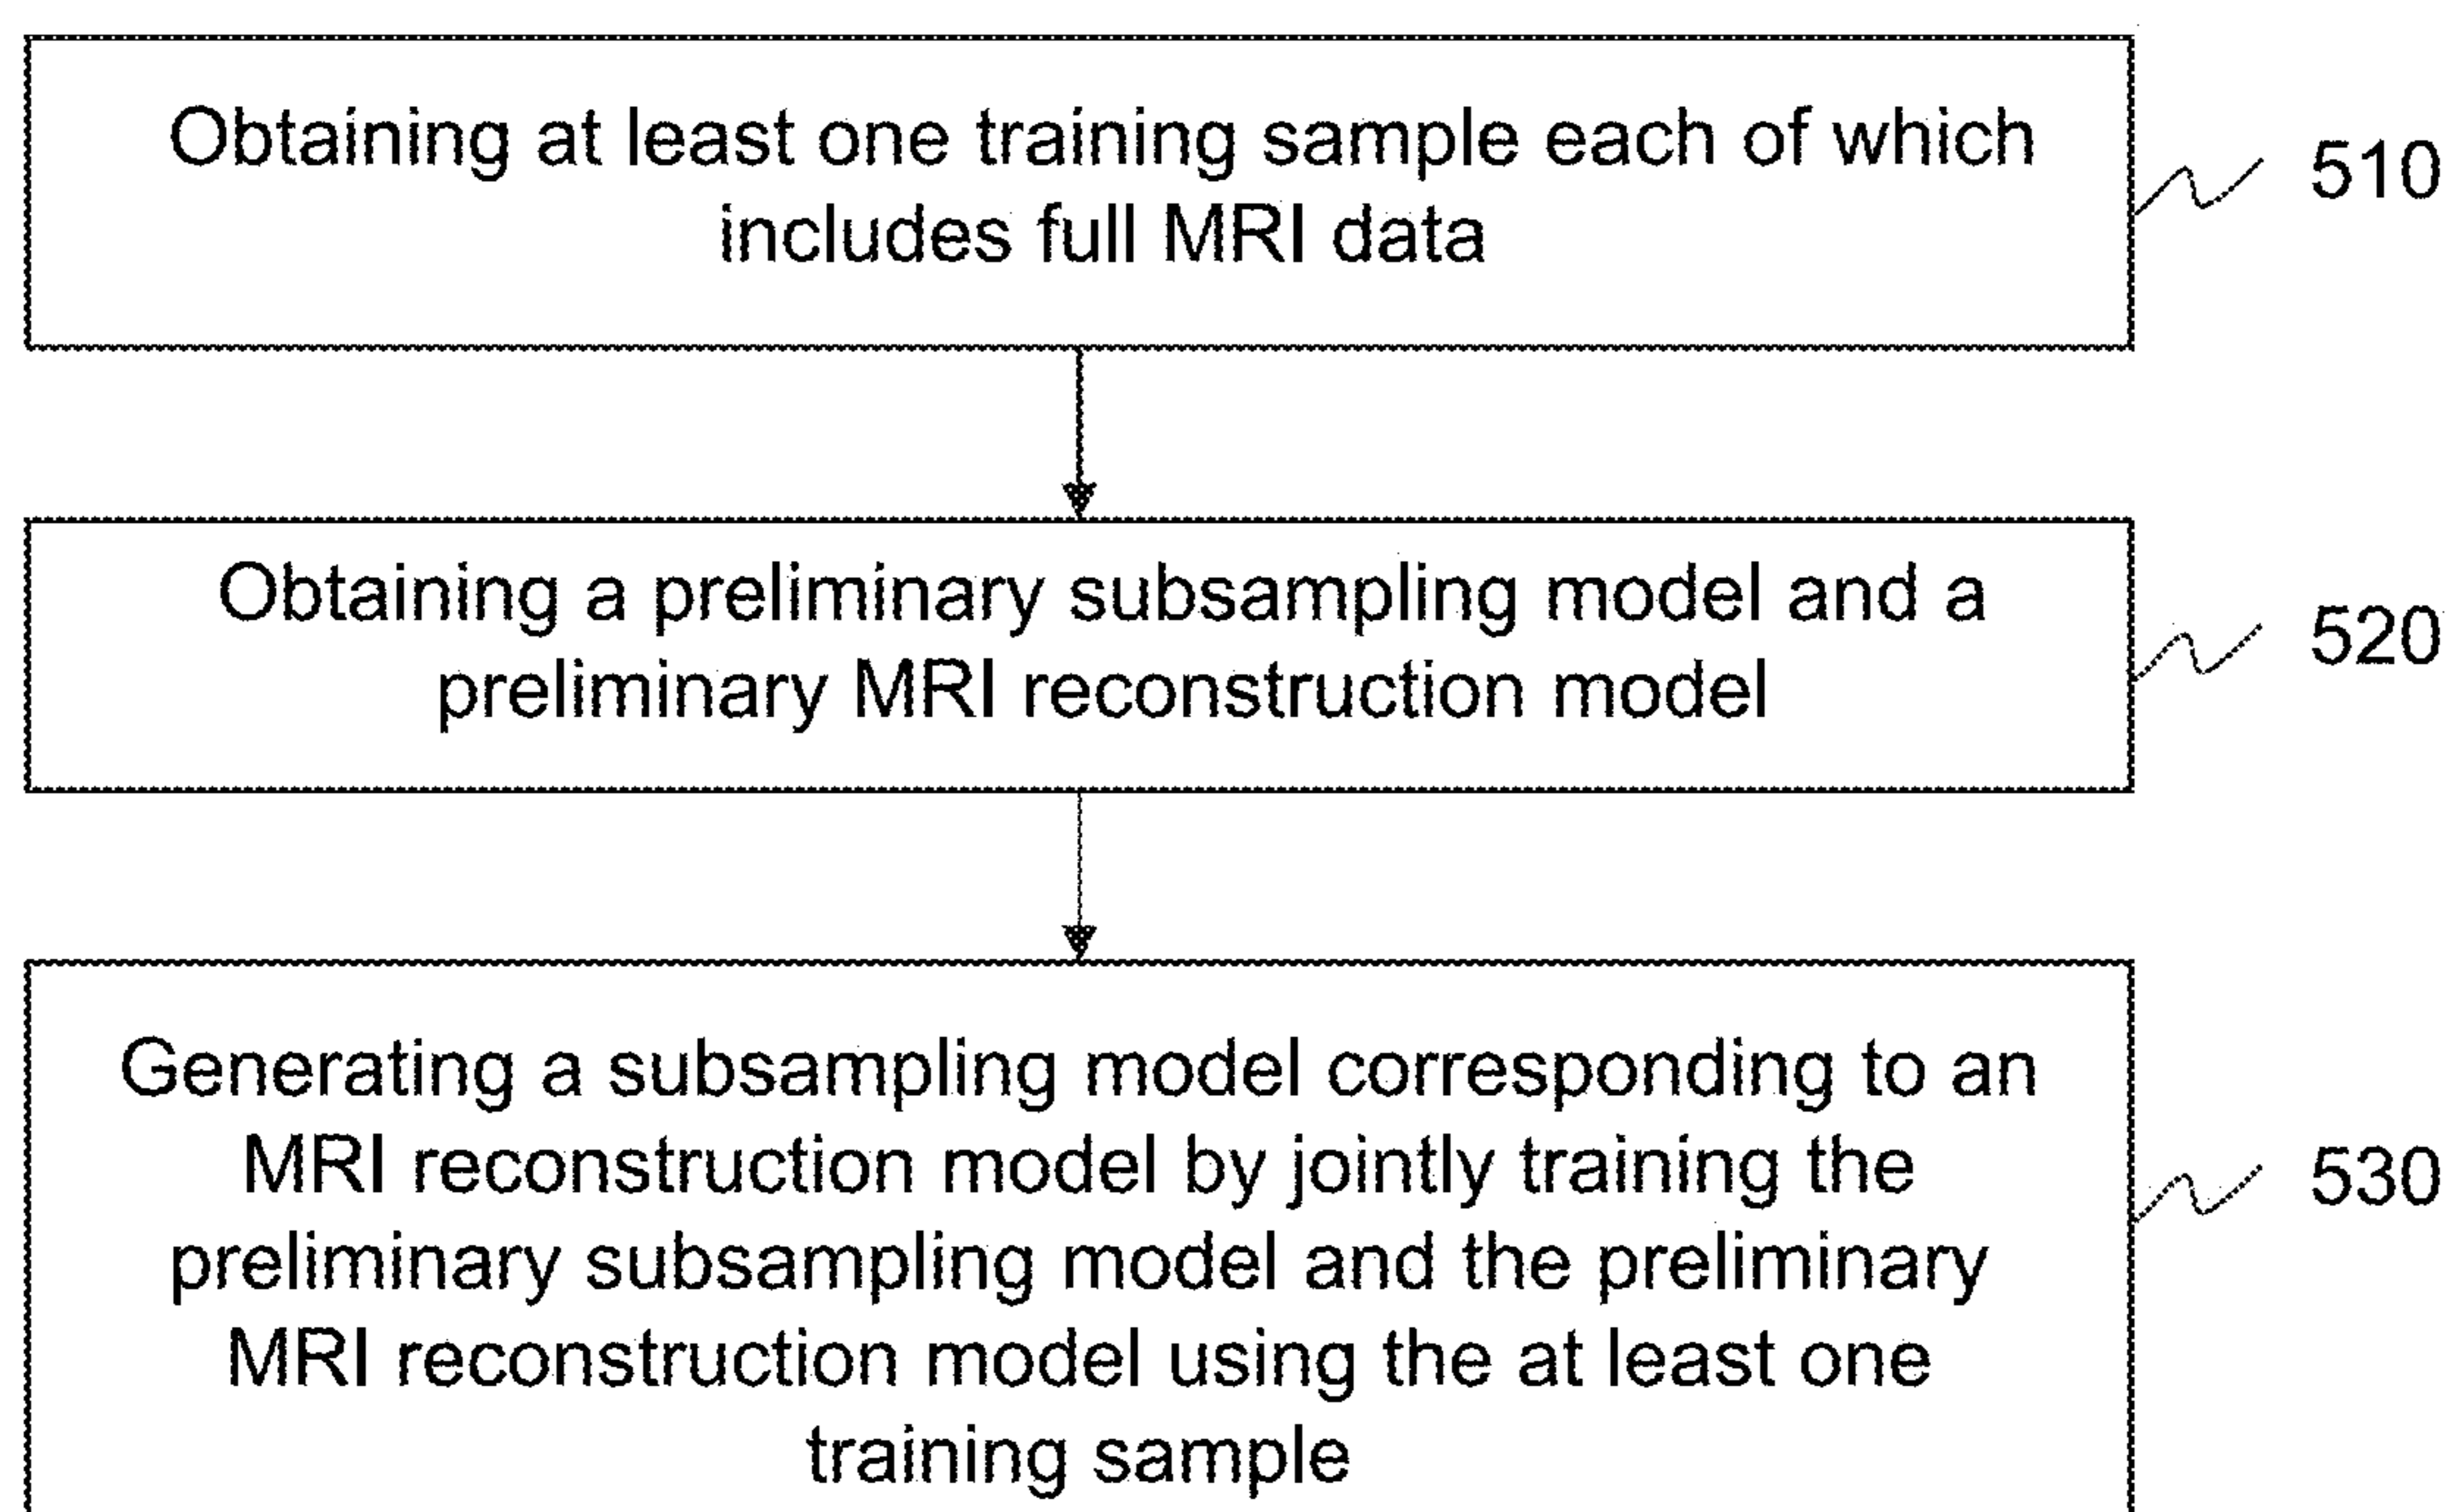 Obtaining at least one training sample each of which
includes full MRI data
510
Obtaining a preliminary subsampling model and a
preliminary MRI reconstruction model
520
Generating a subsampling model corresponding to an
MRI reconstruction model by jointly training the
preliminary subsampling model and the preliminary
MRI reconstruction model using the at least one
training sample
530